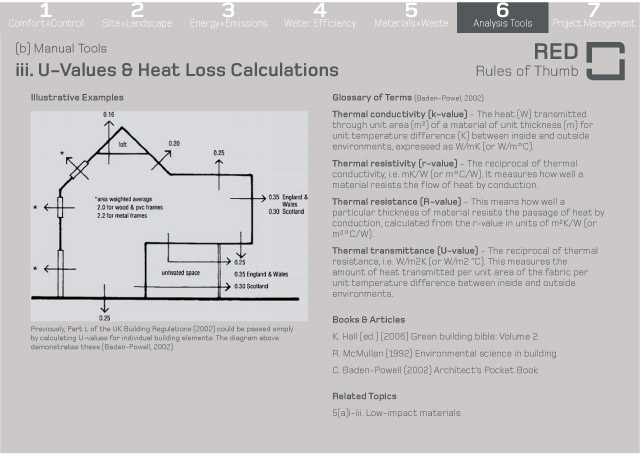 1 2 3 4 5 6 7
Comfort+Control Site+Landscape Energy+Emissions Water Efficiency Materials+Waste Analysis Tools Project Management
(b) Manual Tools
iii. U-Values & Heat Loss Calculations
RED
Rules of Thumb
Illustrative Examples
0.16
loft
0.20
0.25
*
*area weighted average
2.0 for wood & pvc frames
2.2 for metal frames
0.35 England &
Wales
0.30 Scotland
*
*
unheated space
0.25
0.35 England & Wales
0.30 Scotland
0.25
Previously, Part L of the UK Building Regulations (2002) could be passed simply
by calculating U-values for individual building elements. The diagram above
demonstrates these (Baden-Powell, 2002)
Glossary of Terms (Baden-Powel, 2002)
Thermal conductivity (k-value) - The heat (W) transmitted
through unit area (m²) of a material of unit thickness (m) for
unit temperature difference (K) between inside and outside
environments, expressed as W/mK (or W/m°C).
Thermal resistivity (r-value) - The reciprocal of thermal
conductivity, i.e. mK/W (or m°C/W). It measures how well a
material resists the flow of heat by conduction.
Thermal resistance (R-value) - This means how well a
particular thickness of material resists the passage of heat by
conduction, calculated from the r-value in units of m²K/W (or
m²°C/W).
Thermal transmittance (U-value) - The reciprocal of thermal
resistance, i.e. W/m2K (or W/m2 °C). This measures the
amount of heat transmitted per unit area of the fabric per
unit temperature difference between inside and outside
environments.
Books & Articles
K. Hall (ed.) (2006) Green building bible: Volume 2
R. McMullan (1992) Environmental science in building
C. Baden-Powell (2002) Architect's Pocket Book
Related Topics
5(a)i-iii. Low-impact materials